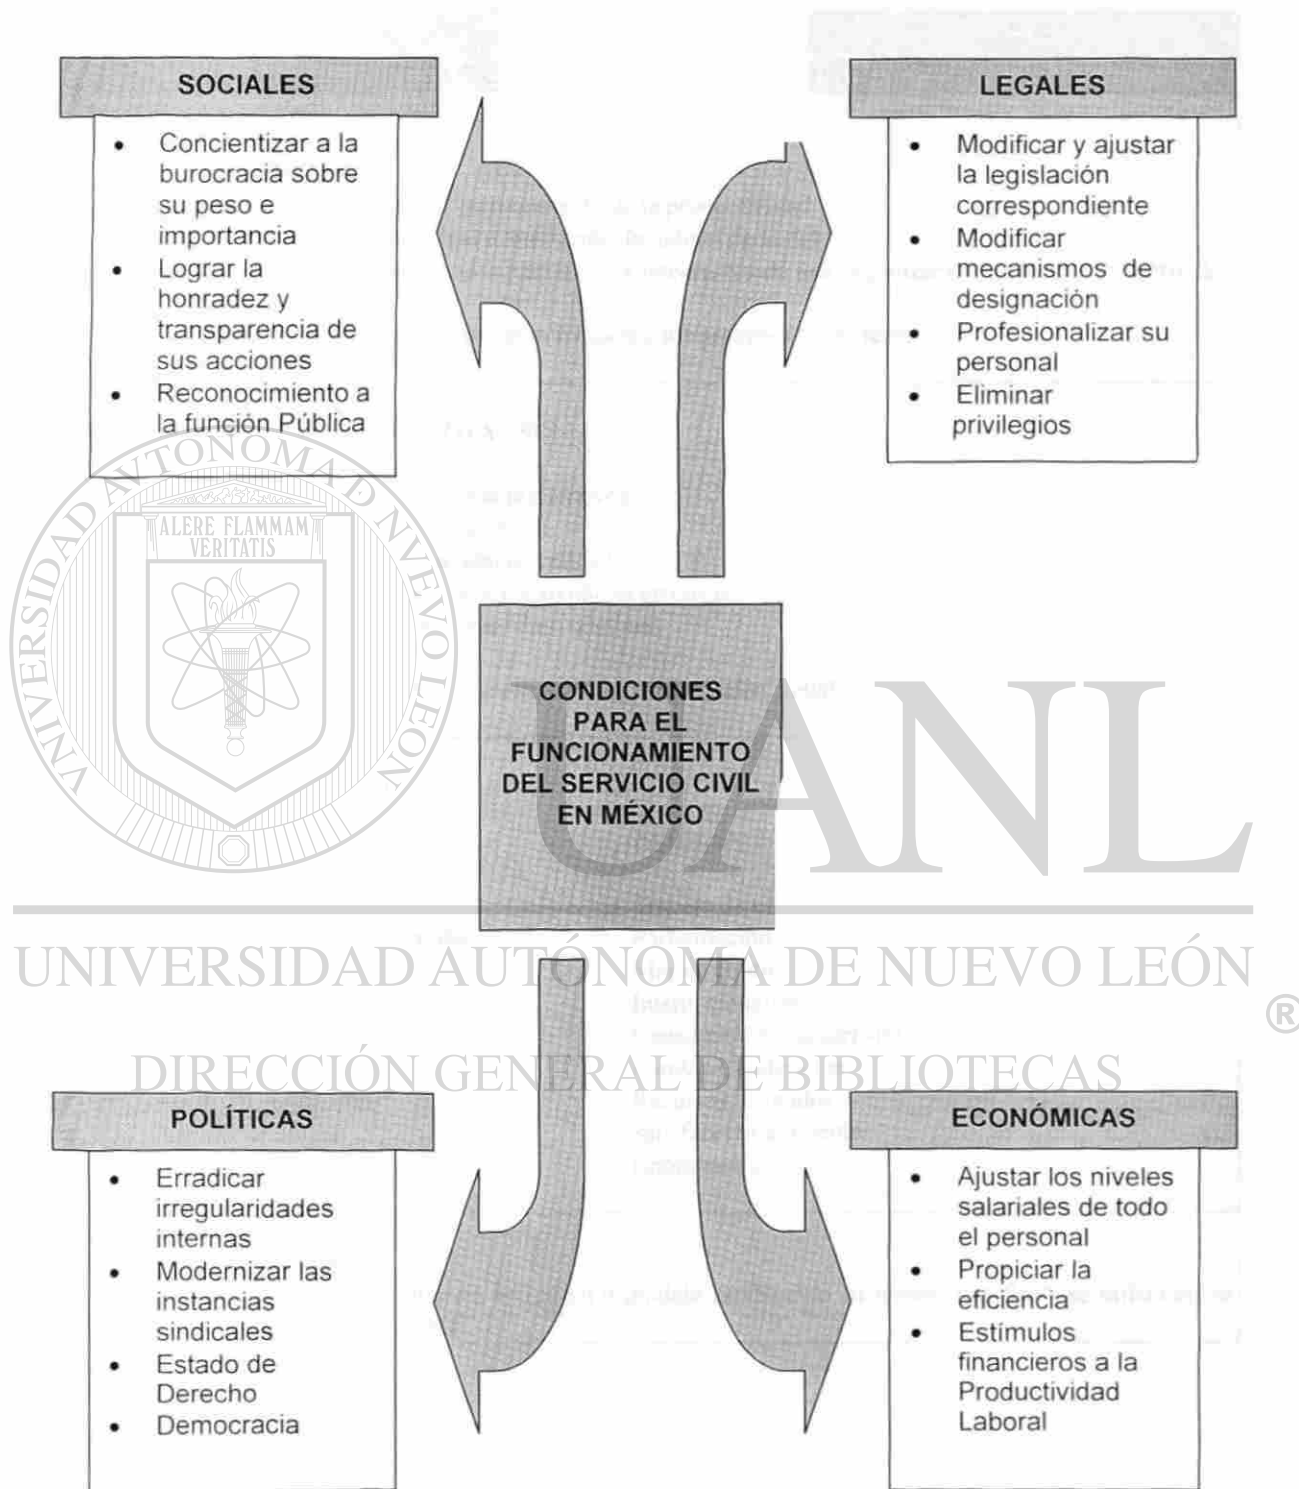 SOCIALES
• Concientizar a la
burocracia sobre
su peso e
importancia
• Lograr la
honradez y
transparencia de
sus acciones
• Reconocimiento a
la función Pública
LEGALES
• Modificar y ajustar
la legislación
correspondiente
• Modificar
mecanismos de
designación
• Profesionalizar su
personal
• Eliminar
privilegios
UNIVERSIDAD AVTONOMA D NVEVO LEON
ALERE FLAMMAM
VERITATIS
CONDICIONES
PARA EL
FUNCIONAMIENTO
DEL SERVICIO CIVIL
EN MÉXICO
UANL
UNIVERSIDAD AUTÓNOMA DE NUEVO LEÓN
®
DIRECCIÓN GENERAL DE BIBLIOTECAS
POLÍTICAS
• Erradicar
irregularidades
internas
• Modernizar las
instancias
sindicales
• Estado de
Derecho
• Democracia
ECONÓMICAS
• Ajustar los niveles
salariales de todo
el personal
• Propiciar la
eficiencia
• Estímulos
financieros a la
Productividad
Laboral